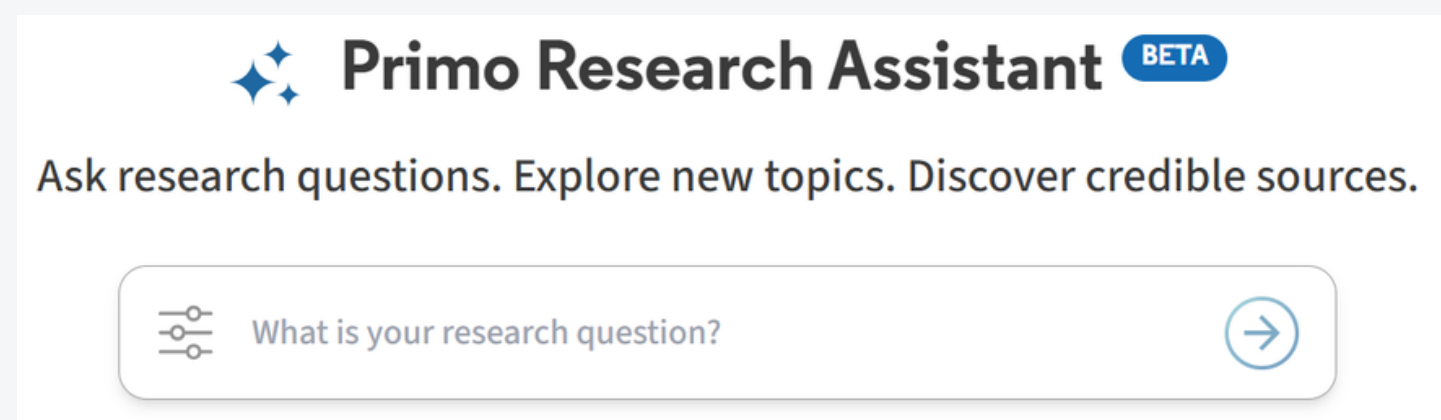 Primo Research Assistant BETA
Ask research questions. Explore new topics. Discover credible sources.
What is your research question?